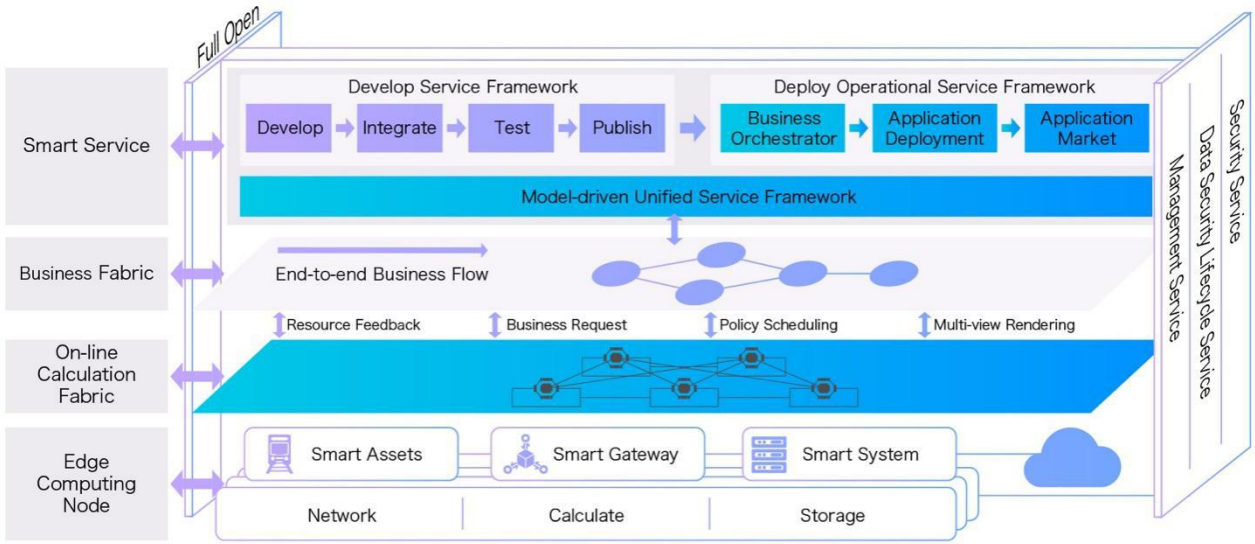 Full Open
Smart Service
Develop Service Framework
Develop
Integrate
Test
Publish
Deploy Operational Service Framework
Business
Orchestrator
Application
Deployment
Application
Market
Model-driven Unified Service Framework
Business Fabric
End-to-end Business Flow
Resource Feedback
Business Request
Policy Scheduling
Multi-view Rendering
On-line
Calculation
Fabric
Edge
Computing
Node
Smart Assets
Smart Gateway
Smart System
Network
Calculate
Storage
Security Service
Data Security Lifecycle Service
Management Service